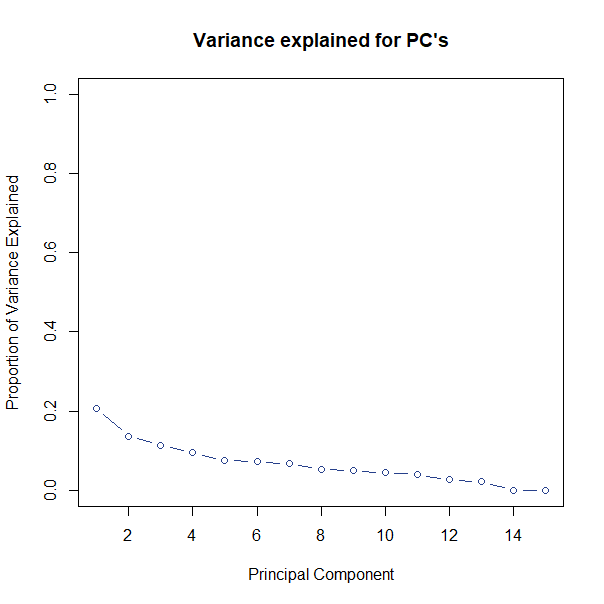 Variance explained for PC's
Proportion of Variance Explained
1.0
0.8
0.6
0.4
0.2
0.0
2 4 6 8 10 12 14
Principal Component